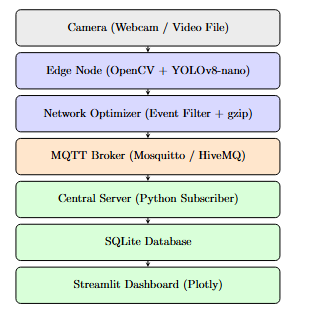 Camera (Webcam / Video File)
Edge Node (OpenCV + YOLOv8-nano)
Network Optimizer (Event Filter + gzip)
MQTT Broker (Mosquitto / HiveMQ)
Central Server (Python Subscriber)
SQLite Database
Streamlit Dashboard (Plotly)